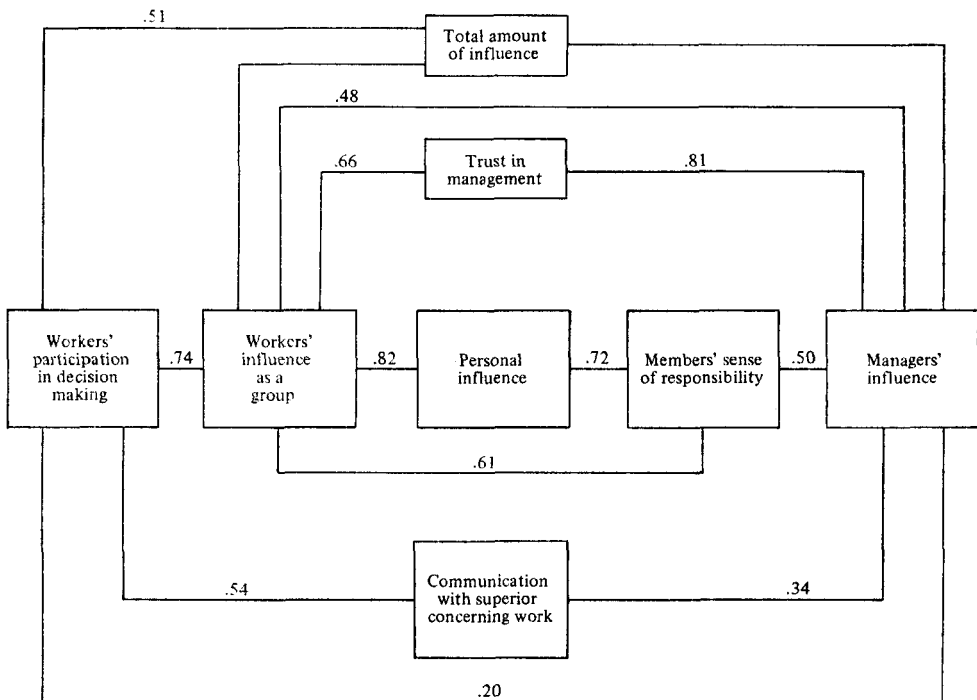 .51
Total amount
of influence
.48
.66
Trust in
management
.81
Workers'
participation
in decision
making
.74
Workers'
influence
as a
group
.82
Personal
influence
.72
Members' sense
of responsibility
.50
Managers'
influence
.61
.54
Communication
with superior
concerning work
.34
.20